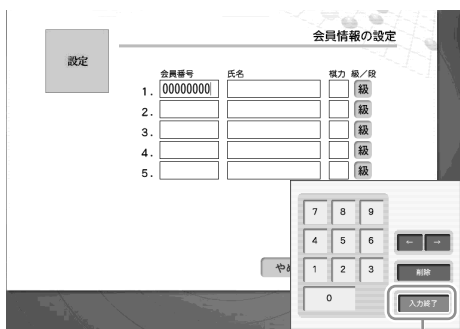 会員情報の設定
設定
会員番号 氏名 棋力 級／段
1. 00000000 級
2. 級
3. 級
4. 級
5. 級
7 8 9
4 5 6 ← →
1 2 3 削除
0 入力終了